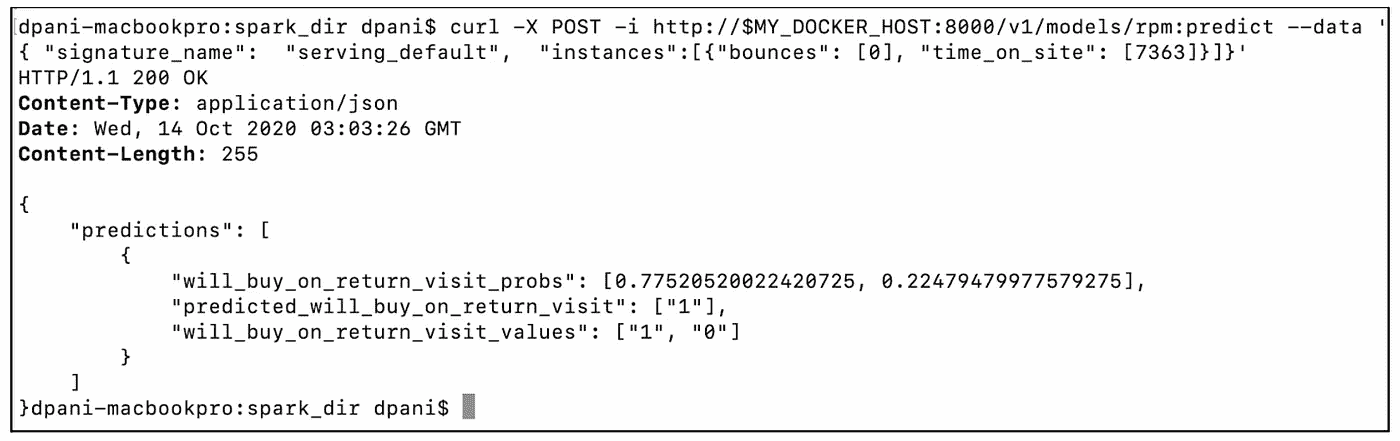 dpani-macbookpro:spark_dir dpani$ curl -X POST -i http://$MY_DOCKER_HOST:8000/v1/models/rpm:predict --data '
{ "signature_name":  "serving_default",  "instances":[{"bounces": [0], "time_on_site": [7363]}]}'
HTTP/1.1 200 OK
Content-Type: application/json
Date: Wed, 14 Oct 2020 03:03:26 GMT
Content-Length: 255

{
    "predictions": [
        {
            "will_buy_on_return_visit_probs": [0.77520520022420725, 0.22479479977579275],
            "predicted_will_buy_on_return_visit": ["1"],
            "will_buy_on_return_visit_values": ["1", "0"]
        }
    ]
}dpani-macbookpro:spark_dir dpani$